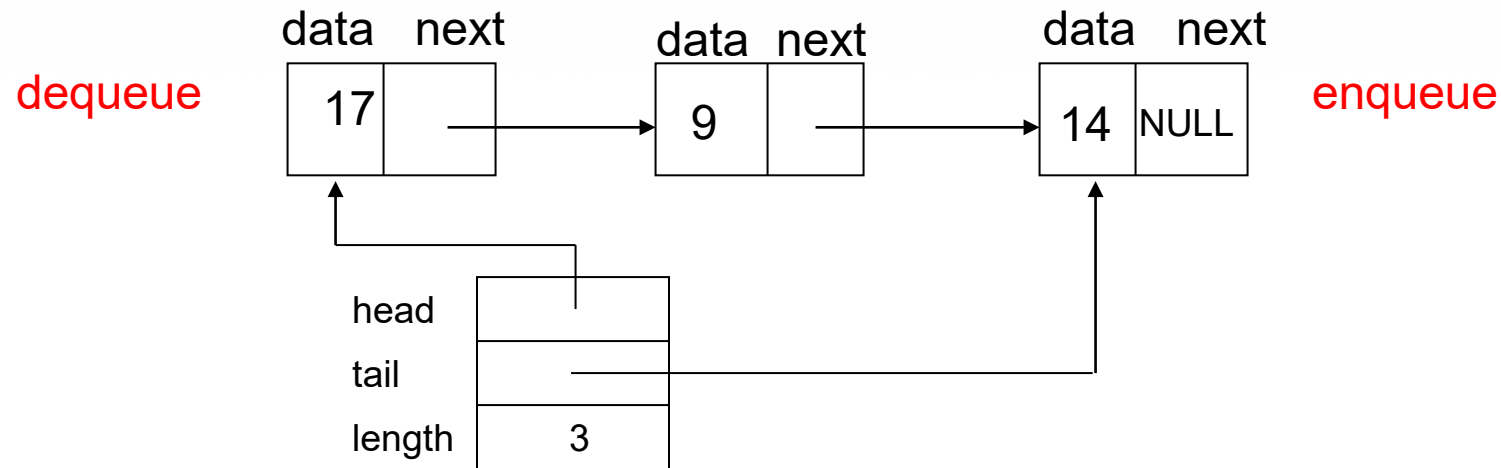 data next data next data next
dequeue 17 9 14 NULL enqueue
head
tail
length 3